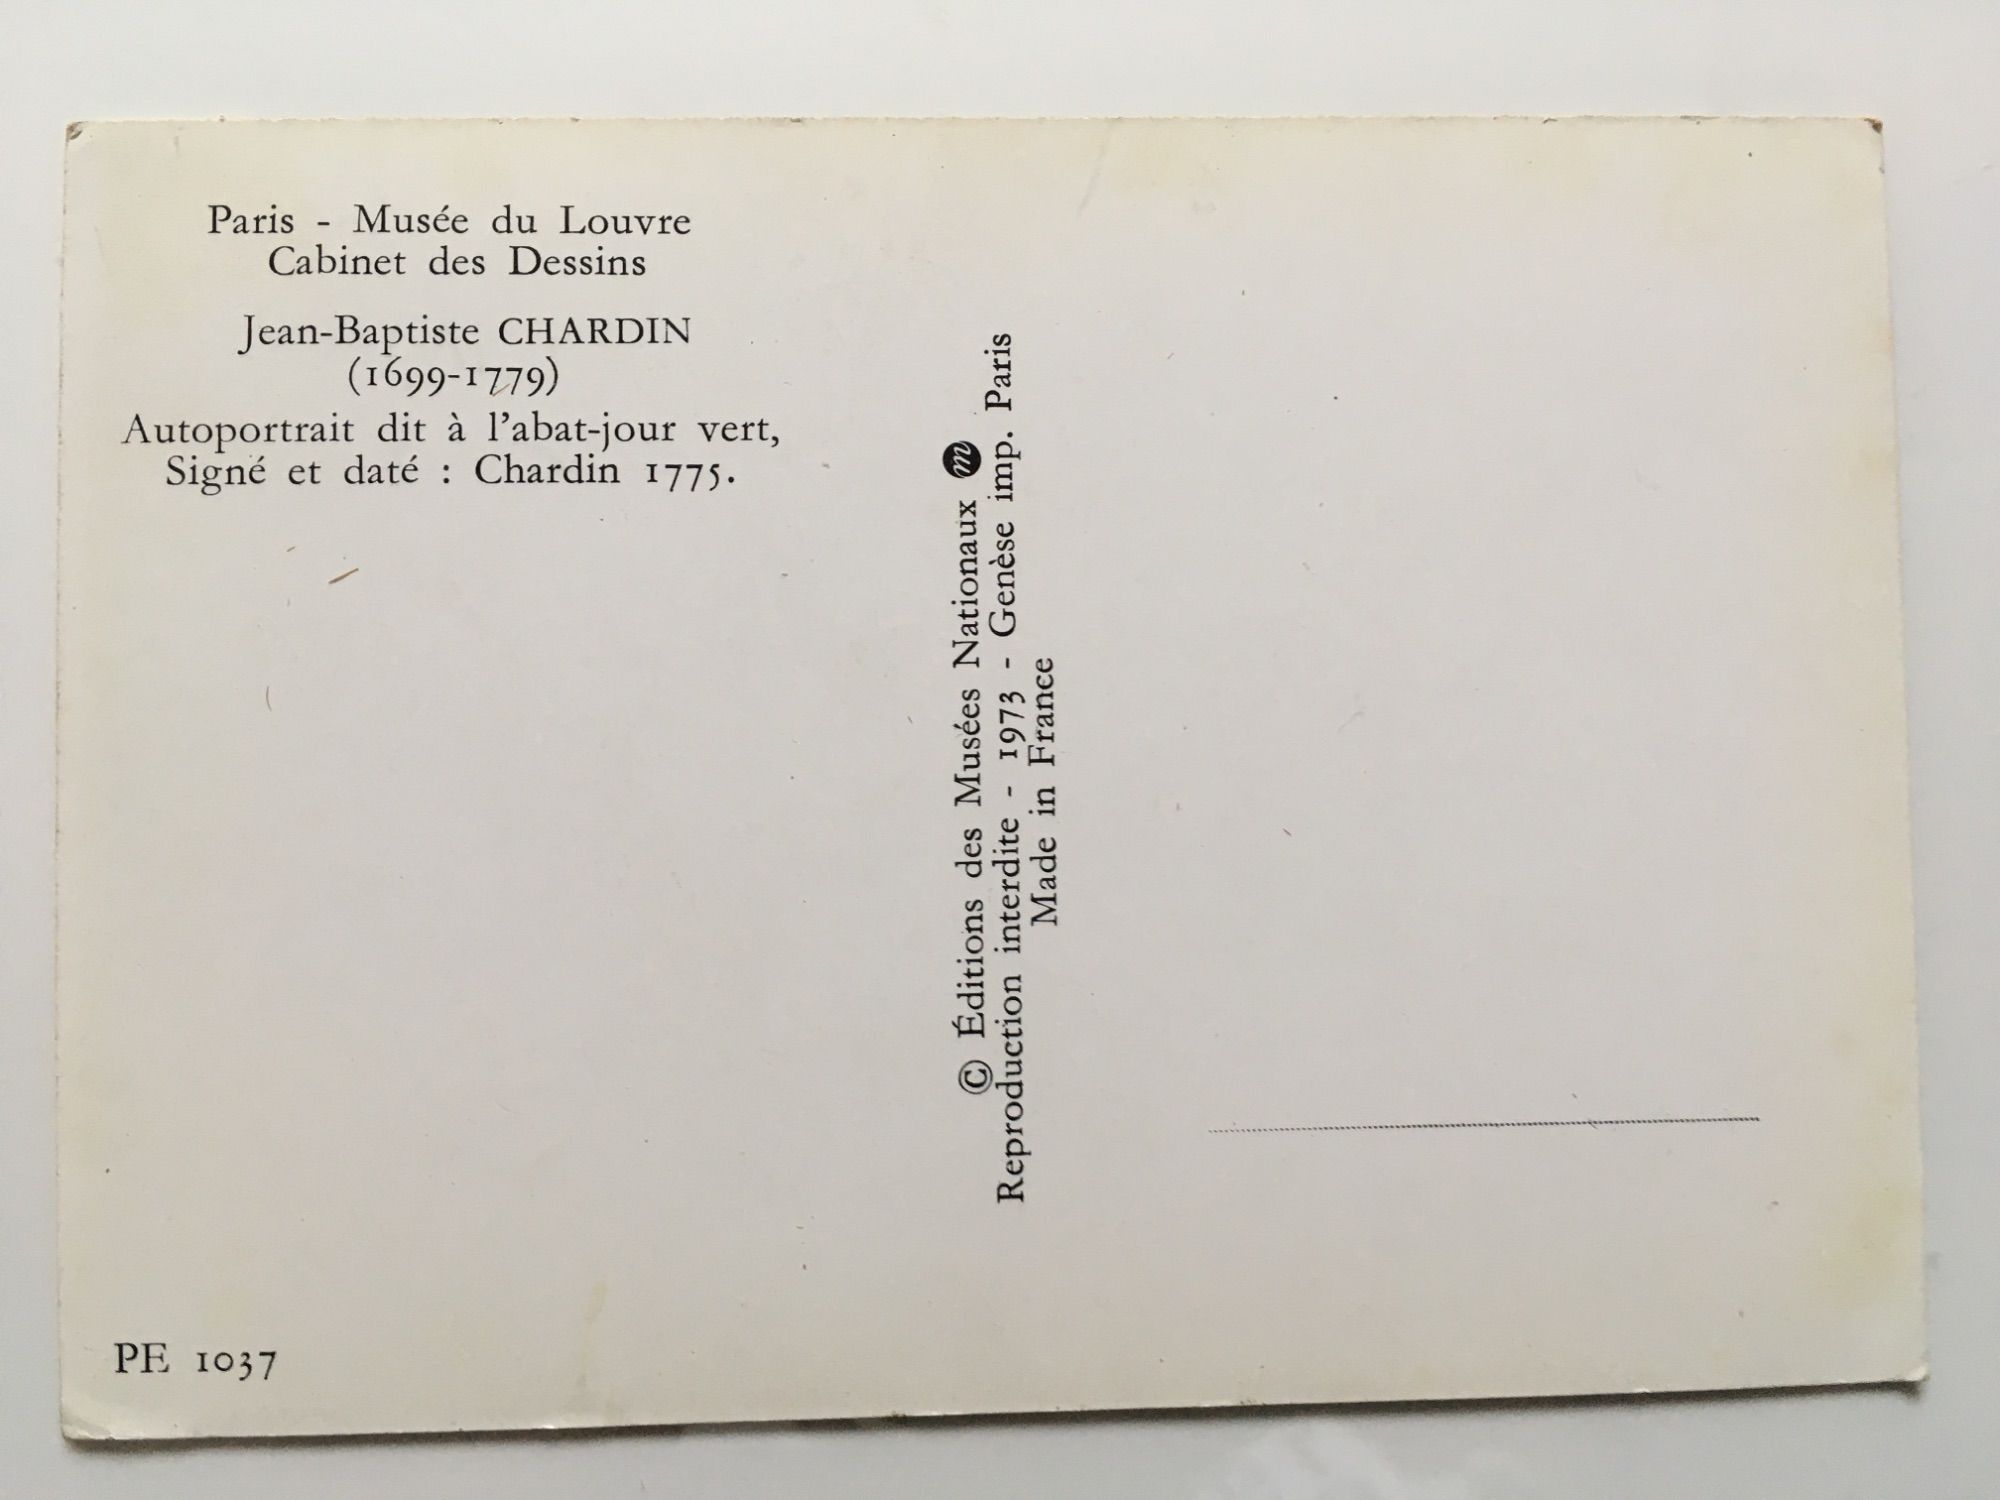 Paris - Musée du Louvre
Cabinet des Dessins
Jean-Baptiste CHARDIN
(1699-1779)
Autoportrait dit à l'abat-jour vert,
Signé et daté : Chardin 1775.
© Éditions des Musées Nationaux m
Reproduction interdite - 1973 - Genèse imp. Paris
Made in France
PE 1037